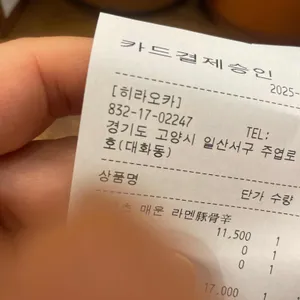 카드결제승인
2025-
[히라오카]
832-17-02247
TEL:
경기도 고양시 일산서구 주엽로
호(대화동)
상품명 단가 수량
매운 라멘豚骨辛
11,500 1
0 1
0 1
17,000 1